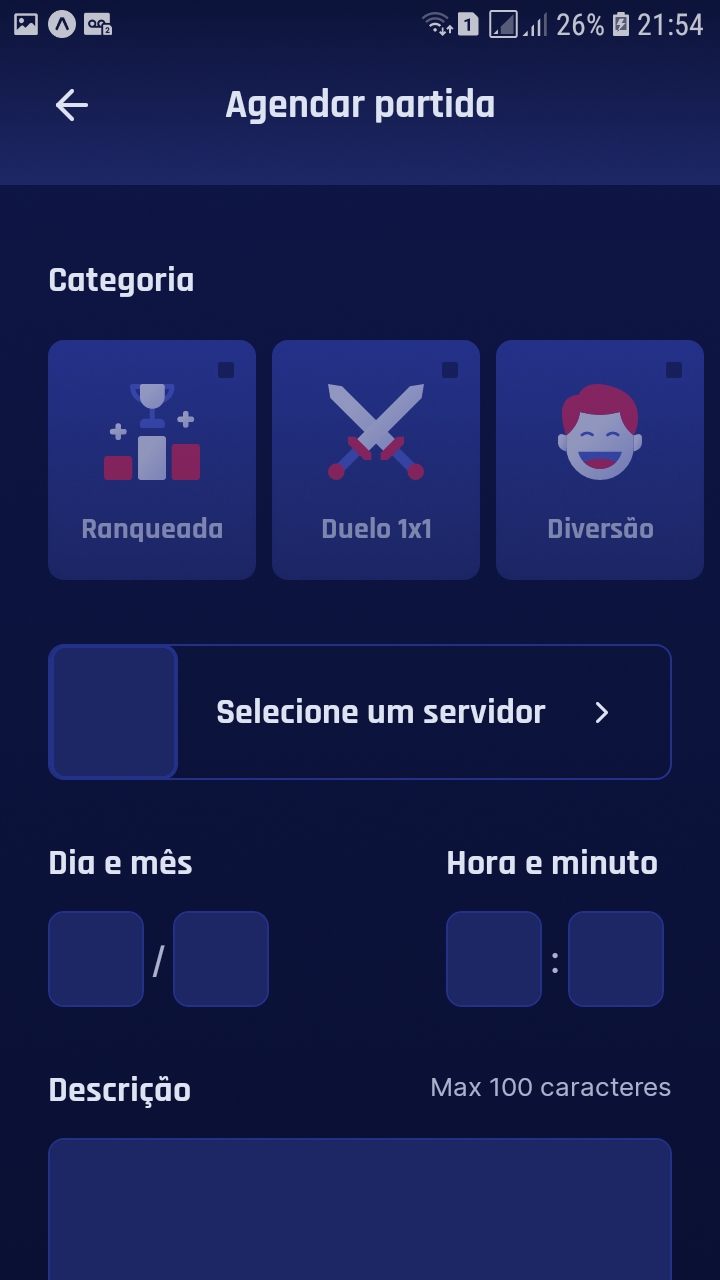 1 26% 21:54
Agendar partida
Categoria
Ranqueada Duelo 1x1 Diversão
Selecione um servidor
Dia e mês Hora e minuto
/ :
Descrição Max 100 caracteres